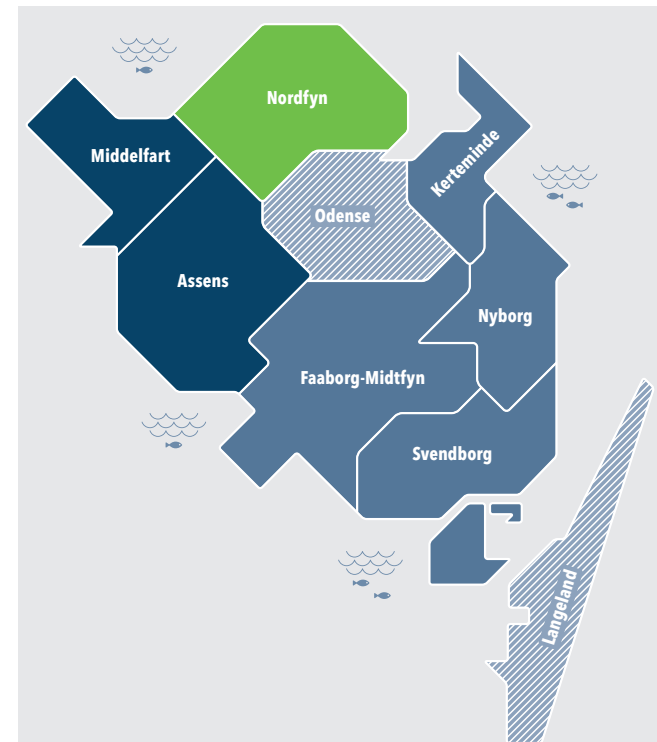 Nordfyn
Middelfart
Kerteminde
Odense
Assens
Nyborg
Faaborg-Midtfyn
Svendborg
Langeland